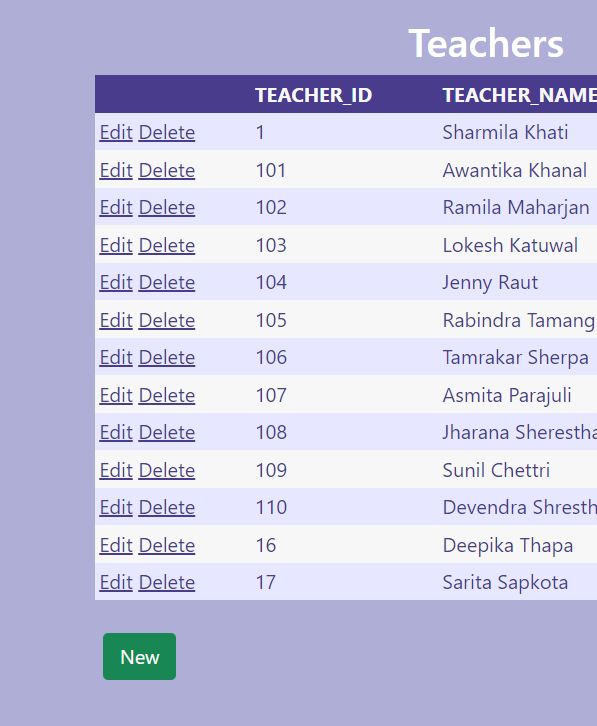 Teachers
TEACHER_ID TEACHER_NAME
Edit Delete 1 Sharmila Khati
Edit Delete 101 Awantika Khanal
Edit Delete 102 Ramila Maharjan
Edit Delete 103 Lokesh Katuwal
Edit Delete 104 Jenny Raut
Edit Delete 105 Rabindra Tamang
Edit Delete 106 Tamrakar Sherpa
Edit Delete 107 Asmita Parajuli
Edit Delete 108 Jharana Sherestha
Edit Delete 109 Sunil Chettri
Edit Delete 110 Devendra Shresth
Edit Delete 16 Deepika Thapa
Edit Delete 17 Sarita Sapkota
New